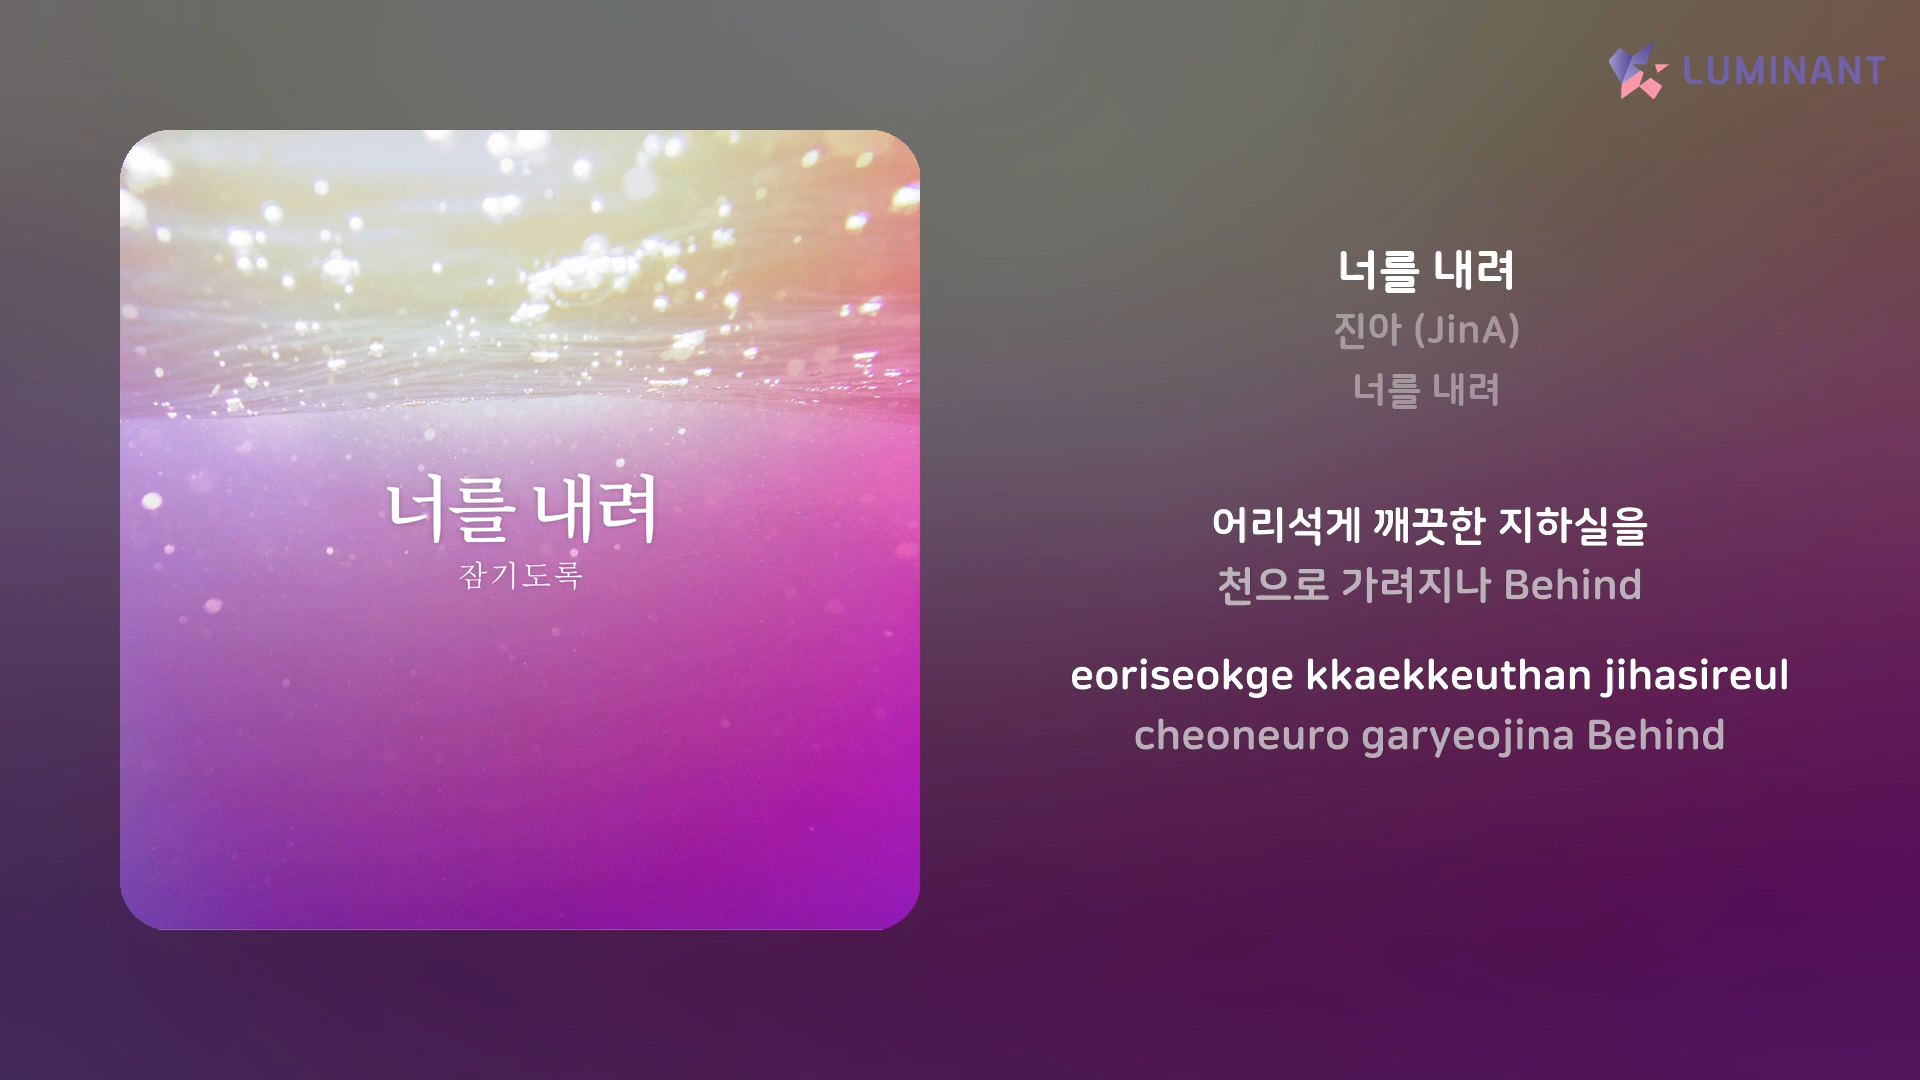 LUMINANT
너를 내려
잠기도록
너를 내려
진아 (JinA)
너를 내려
어리석게 깨끗한 지하실을
천으로 가려지나 Behind
eoriseokge kkaekkeuthan jihasireul
cheoneuro garyeojina Behind